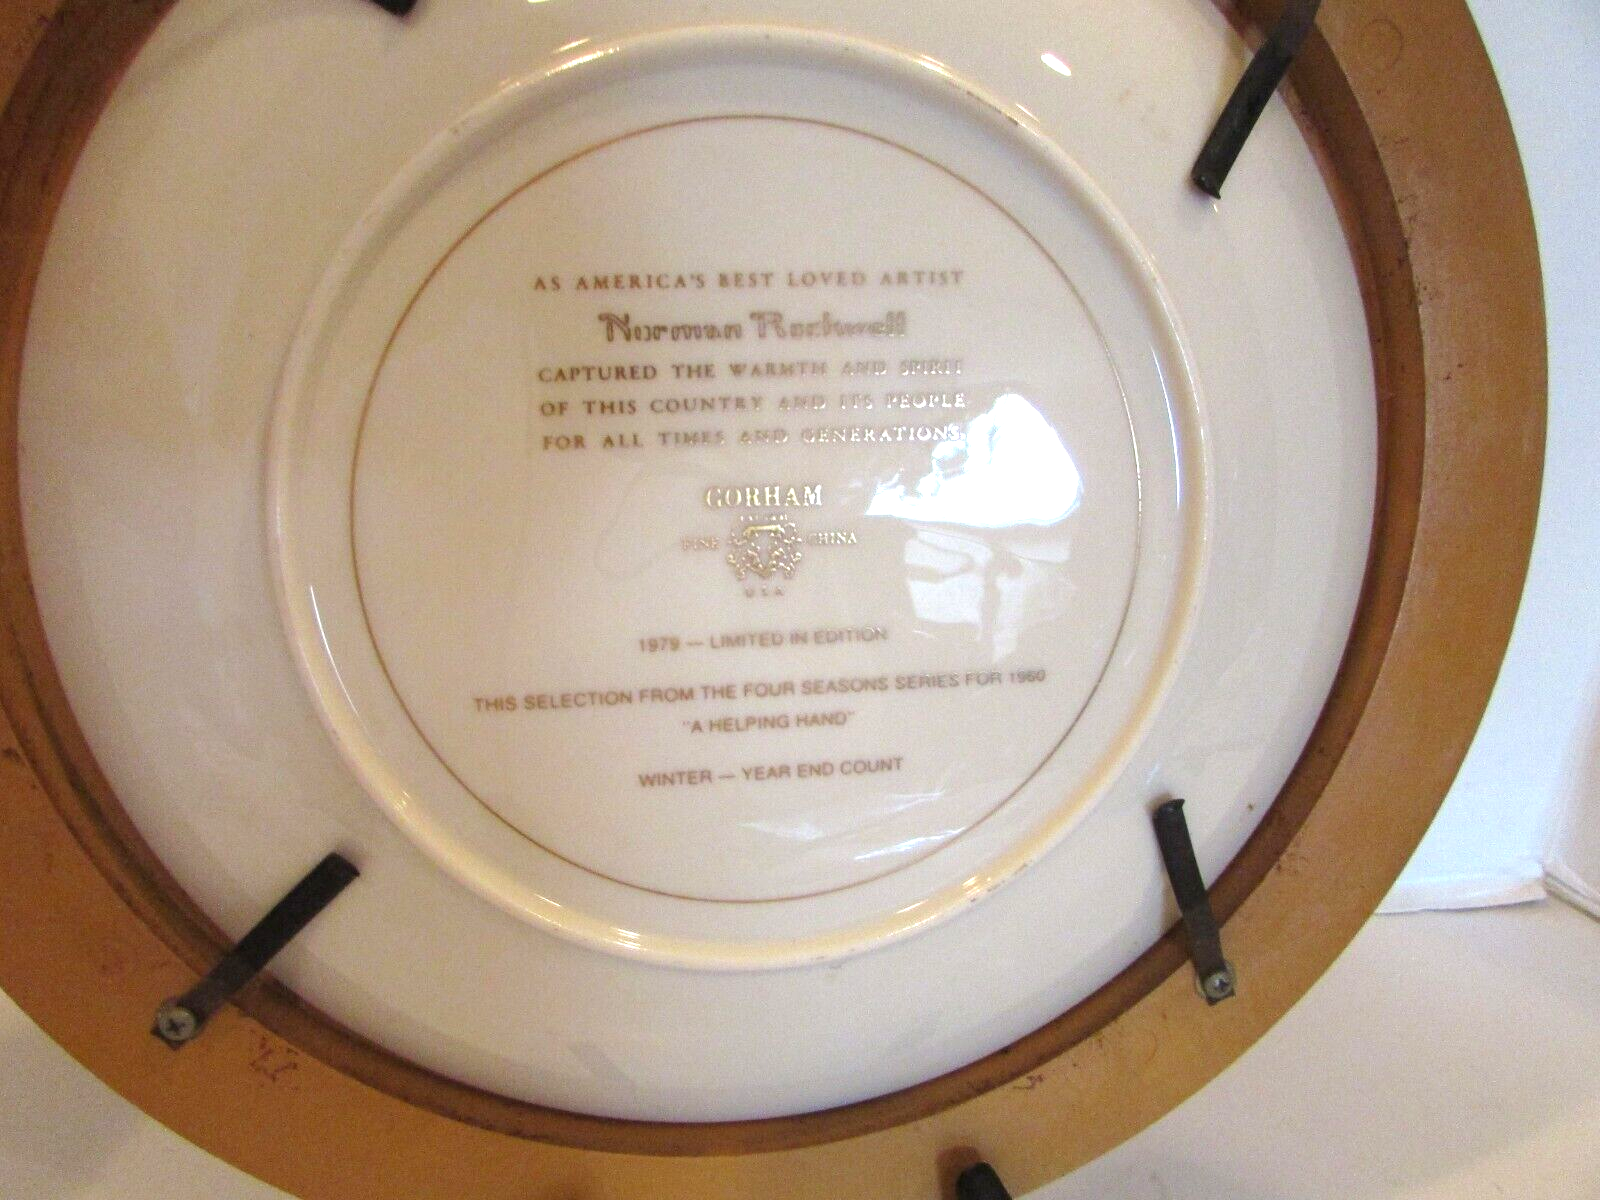 AS AMERICA'S BEST LOVED ARTIST
Norman Rockwell
CAPTURED THE WARMTH AND SPIRIT
OF THIS COUNTRY AND ITS PEOPLE
FOR ALL TIMES AND GENERATIONS.
GORHAM
FINE CHINA
USA
1979 — LIMITED IN EDITION
THIS SELECTION FROM THE FOUR SEASONS SERIES FOR 1960
"A HELPING HAND"
WINTER — YEAR END COUNT